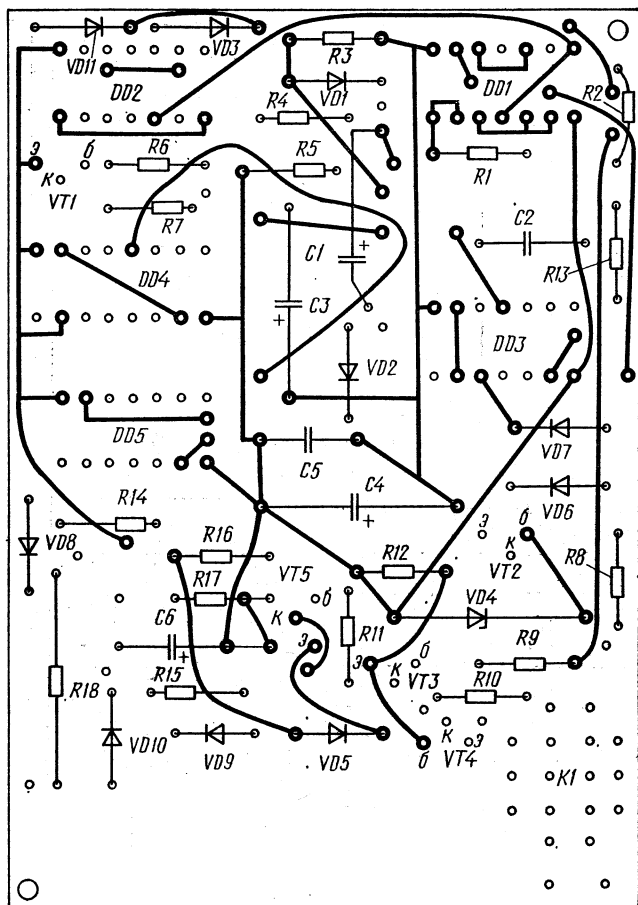 VD11 VD3 R3
DD2 VD1 DD1 R2
R4
э б R6 R5 R1
К
VT1
R7 C1 + C2
DD4 R13
C3
+
VD2 DD3
DD5 VD7
C5
C4
+
VD6
R14
VD8 R16 R12 э б
К
VT2
R17 VT5 б R8
C6 К VD4
+ э R11 э б R9
К VT3
R18 R15 R10
К
VD10 VD9 VD5 б VT4 э
K1